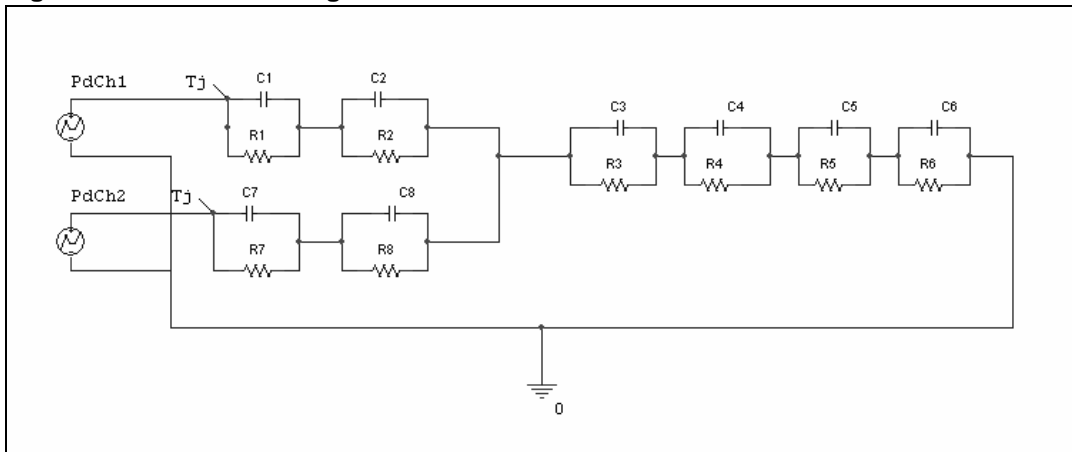 PdCh1 Tj C1 C2
R1 R2
C3 C4 C5 C6
R3 R4 R5 R6
PdCh2 Tj C7 C8
R7 R8
0